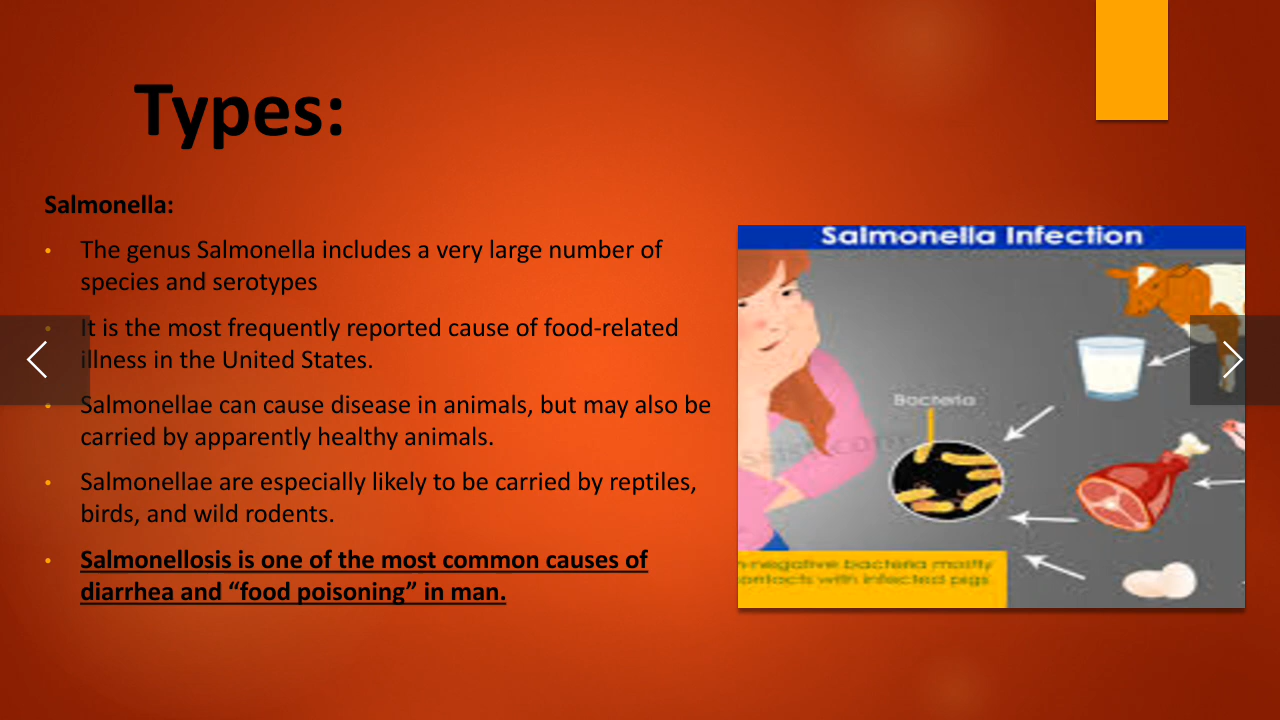 Types:
Salmonella:
• The genus Salmonella includes a very large number of
species and serotypes
• It is the most frequently reported cause of food-related
illness in the United States.
• Salmonellae can cause disease in animals, but may also be
carried by apparently healthy animals.
• Salmonellae are especially likely to be carried by reptiles,
birds, and wild rodents.
• Salmonellosis is one of the most common causes of
diarrhea and “food poisoning” in man.
Salmonella Infection
Bacteria
negative bacteria mostly
ontacts with infected pigs